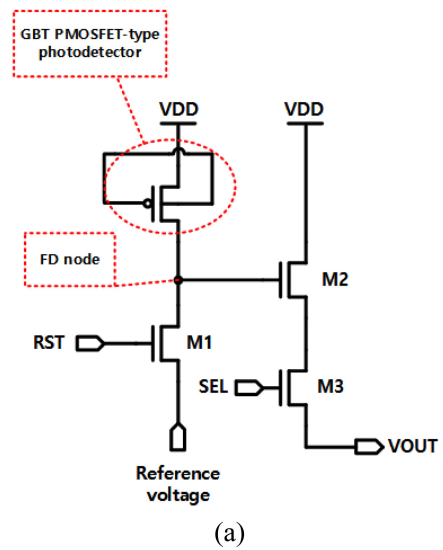 GBT PMOSFET-type
photodetector
VDD
VDD
FD node
M2
RST
M1
SEL
M3
VOUT
Reference
voltage
(a)